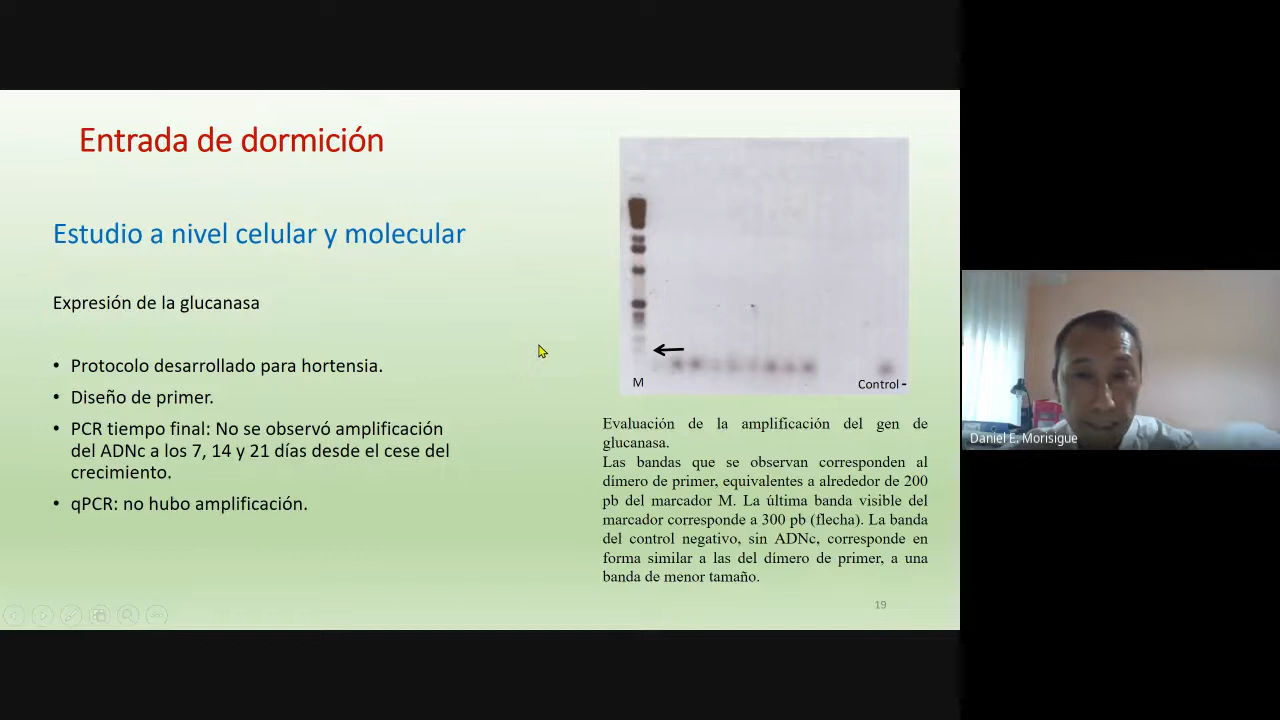 Entrada de dormición
Estudio a nivel celular y molecular
Expresión de la glucanasa
• Protocolo desarrollado para hortensia.
• Diseño de primer.
• PCR tiempo final: No se observó amplificación
del ADNc a los 7, 14 y 21 días desde el cese del
crecimiento.
• qPCR: no hubo amplificación.
M
Control -
Evaluación de la amplificación del gen de
glucanasa.
Las bandas que se observan corresponden al
dímero de primer, equivalentes a alrededor de 200
pb del marcador M. La última banda visible del
marcador corresponde a 300 pb (flecha). La banda
del control negativo, sin ADNc, corresponde en
forma similar a las del dímero de primer, a una
banda de menor tamaño.
19
Daniel E. Morisigue